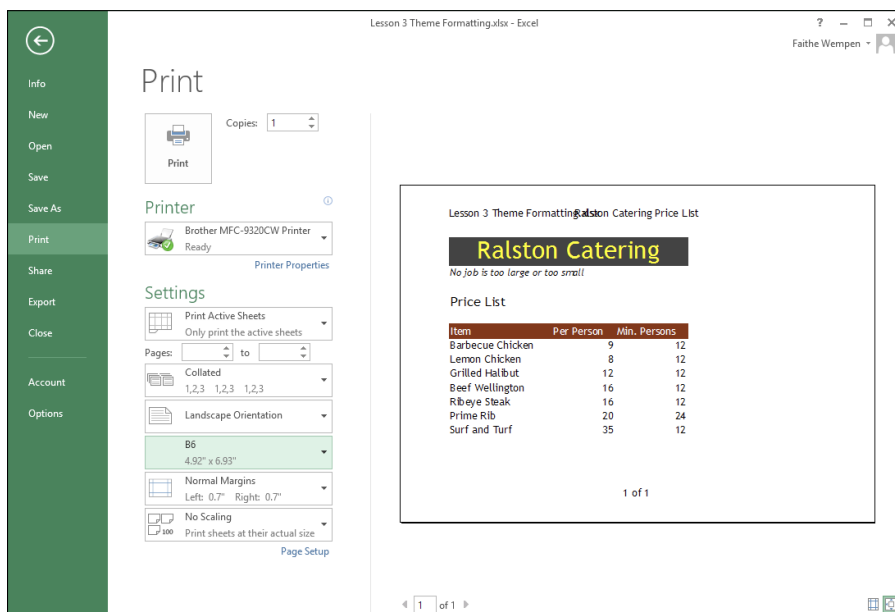 Lesson 3 Theme Formatting.xlsx - Excel
?
Faithe Wempen
Info
New
Open
Save
Save As
Print
Share
Export
Close
Account
Options
Print
Print
Copies: 1
Printer
Brother MFC-9320CW Printer
Ready
Printer Properties
Settings
Print Active Sheets
Only print the active sheets
Pages: to
Collated
1,2,3 1,2,3 1,2,3
Landscape Orientation
B6
4.92" x 6.93"
Normal Margins
Left: 0.7" Right: 0.7"
No Scaling
100
Print sheets at their actual size
Page Setup
Lesson 3 Theme Formatting.xlsx Ralston Catering Price List
Ralston Catering
No job is too large or too small
Price List
Item Per Person Min. Persons
Barbecue Chicken 9 12
Lemon Chicken 8 12
Grilled Halibut 12 12
Beef Wellington 16 12
Ribeye Steak 16 12
Prime Rib 20 24
Surf and Turf 35 12
1 of 1
1 of 1